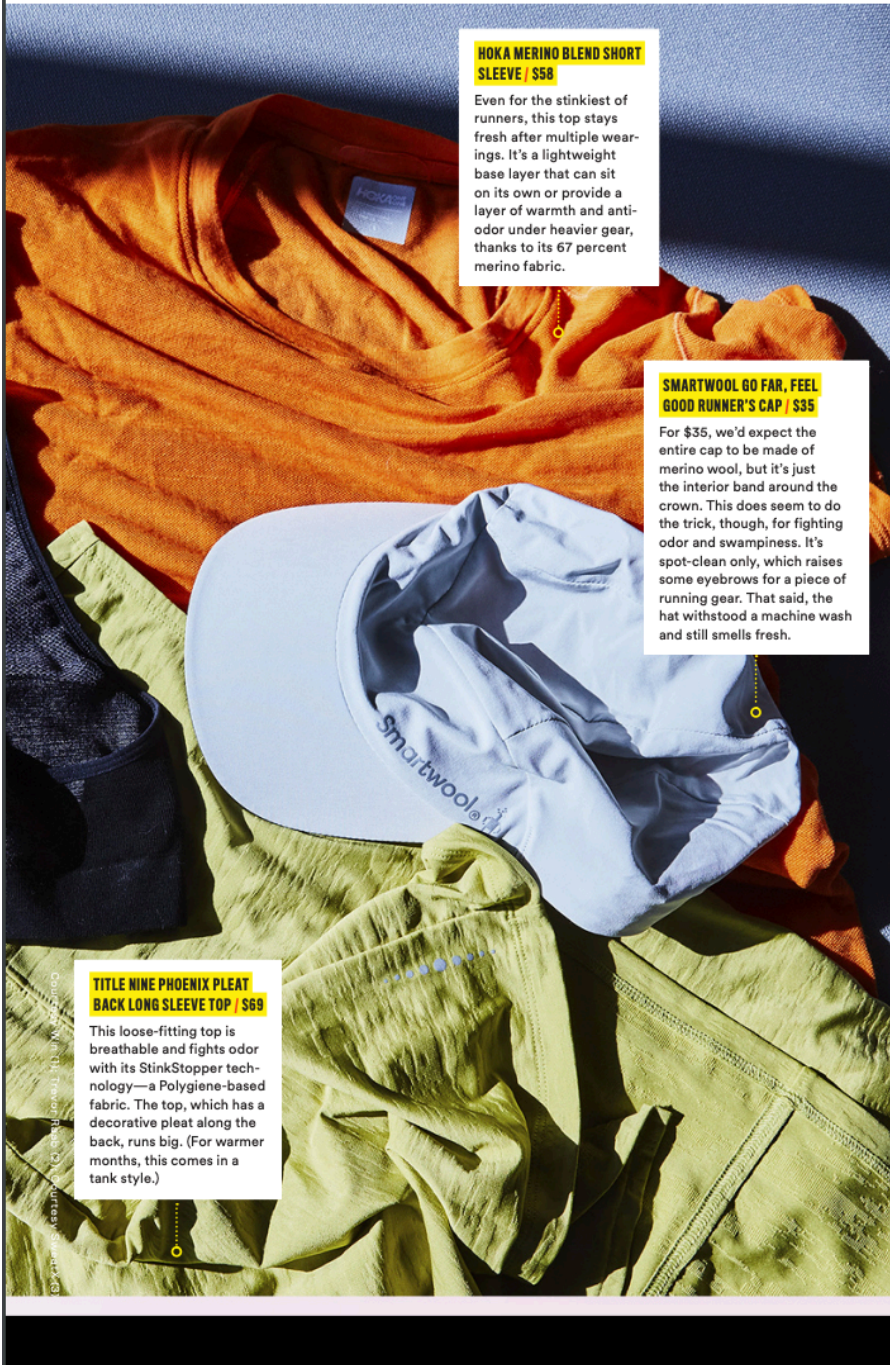 HOKA MERINO BLEND SHORT
SLEEVE / $58
Even for the stinkiest of
runners, this top stays
fresh after multiple wear-
ings. It's a lightweight
base layer that can sit
on its own or provide a
layer of warmth and anti-
odor under heavier gear,
thanks to its 67 percent
merino fabric.
HOKA
SMARTWOOL GO FAR, FEEL
GOOD RUNNER'S CAP / $35
For $35, we'd expect the
entire cap to be made of
merino wool, but it's just
the interior band around the
crown. This does seem to do
the trick, though, for fighting
odor and swampiness. It's
spot-clean only, which raises
some eyebrows for a piece of
running gear. That said, the
hat withstood a machine wash
and still smells fresh.
Smartwool®
TITLE NINE PHOENIX PLEAT
BACK LONG SLEEVE TOP / $69
This loose-fitting top is
breathable and fights odor
with its StinkStopper tech-
nology—a Polygiene-based
fabric. The top, which has a
decorative pleat along the
back, runs big. (For warmer
months, this comes in a
tank style.)
Trevor